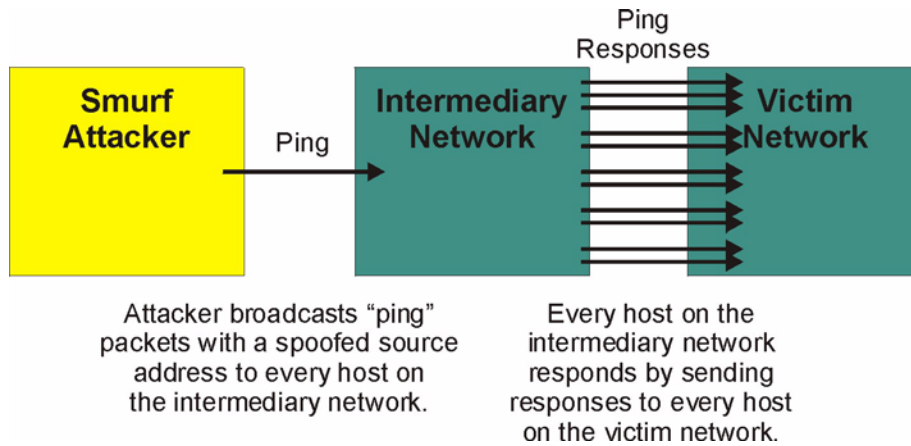 Ping
Responses
Smurf
Attacker
Ping
Intermediary
Network
Victim
Network
Attacker broadcasts “ping”
packets with a spoofed source
address to every host on
the intermediary network.
Every host on the
intermediary network
responds by sending
responses to every host
on the victim network.